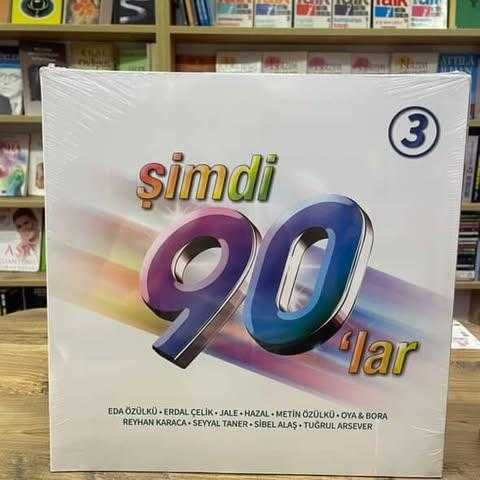 3
şimdi
90
'lar
EDA ÖZÜLKÜ • ERDAL ÇELİK • JALE • HAZAL • METİN ÖZÜLKÜ • OYA & BORA
REYHAN KARACA • SEYYAL TANER • SİBEL ALAŞ • TUĞRUL ARSEVER